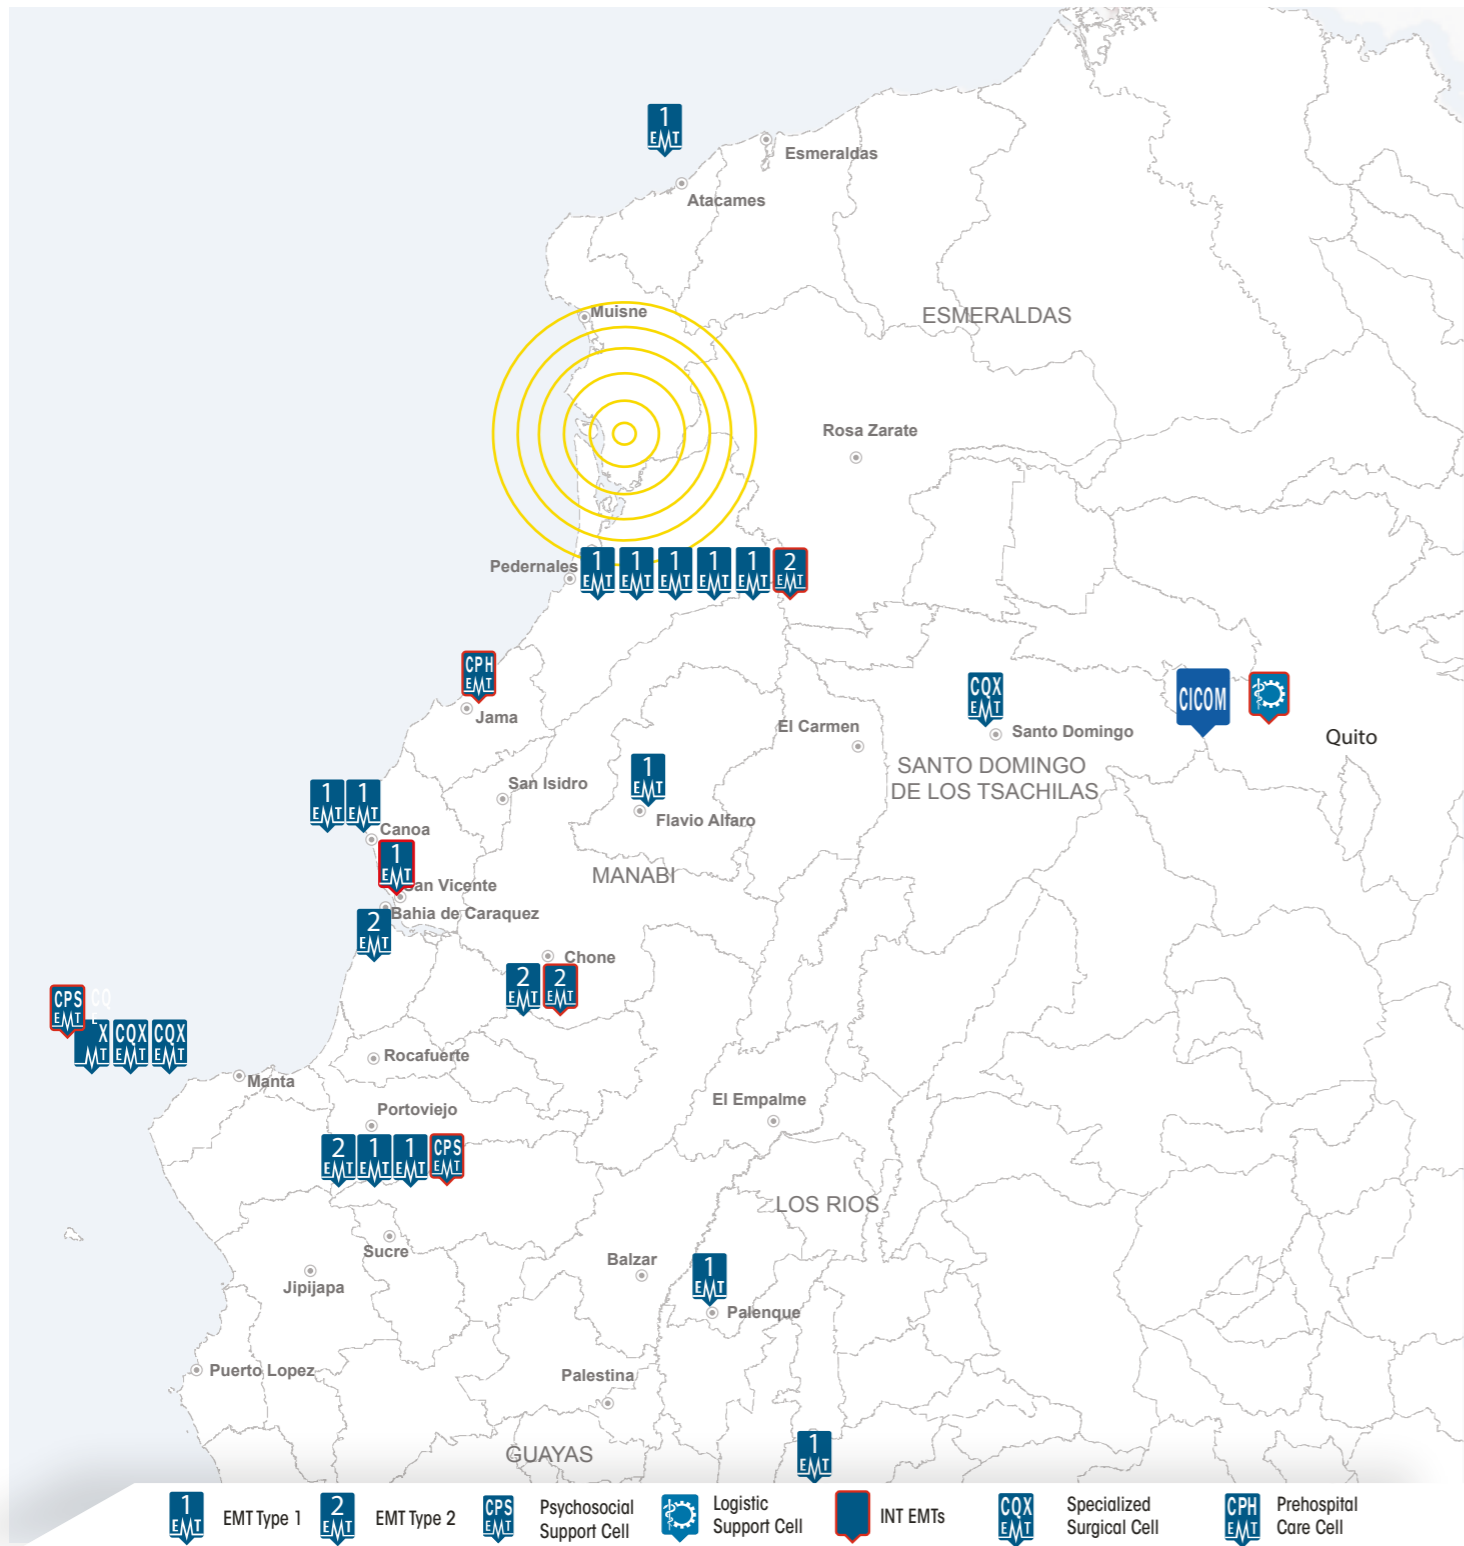 1
EMT
Esmeraldas
Atacames
Muisne
ESMERALDAS
Rosa Zarate
Pedernales
1 1 1 1 1 2
EMT EMT EMT EMT EMT EMT
CPH
EMT
Jama
CQX
EMT
CICOM
Santo Domingo
Quito
El Carmen
SANTO DOMINGO
DE LOS TSACHILAS
San Isidro
1
EMT
Flavio Alfaro
1 1
EMT EMT
Canoa
1
EMT
San Vicente
MANABI
Bahia de Caraquez
2
EMT
Chone
2 2
EMT EMT
CPS
EMT
CQ
X CQX CQX
MT EMT EMT
Rocafuerte
Manta
Portoviejo
2 1 1 CPS
EMT EMT EMT EMT
El Empalme
LOS RIOS
Sucre
Jipijapa
Balzar
1
EMT
Palenque
Puerto Lopez
Palestina
GUAYAS
1
EMT
1
EMT
EMT Type 1
2
EMT
EMT Type 2
CPS
EMT
Psychosocial
Support Cell
Logistic
Support Cell
INT EMTs
CQX
EMT
Specialized
Surgical Cell
CPH
EMT
Prehospital
Care Cell